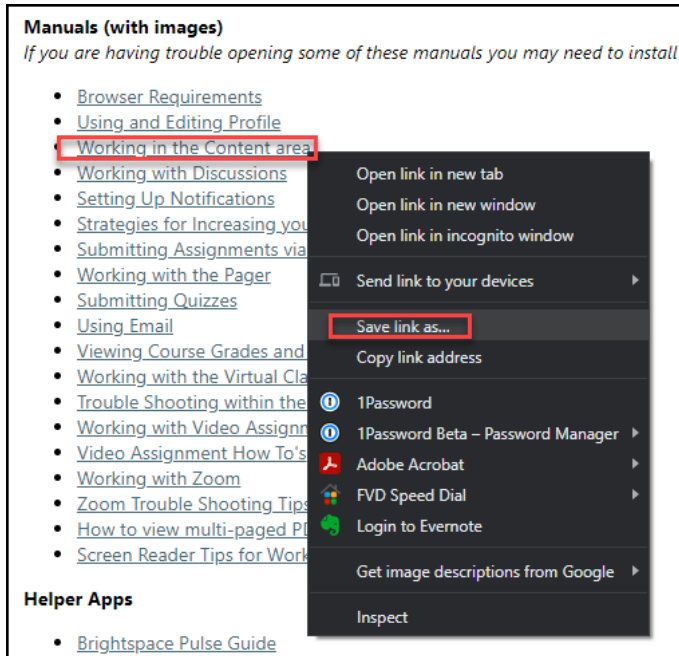 Manuals (with images)
If you are having trouble opening some of these manuals you may need to install
Browser Requirements
Using and Editing Profile
Working in the Content area
Working with Discussions
Setting Up Notifications
Strategies for Increasing you
Submitting Assignments via
Working with the Pager
Submitting Quizzes
Using Email
Viewing Course Grades and
Working with the Virtual Cla
Trouble Shooting within the
Working with Video Assignm
Video Assignment How To's
Working with Zoom
Zoom Trouble Shooting Tips
How to view multi-paged PD
Screen Reader Tips for Work
Helper Apps
Brightspace Pulse Guide
Open link in new tab
Open link in new window
Open link in incognito window
Send link to your devices
Save link as...
Copy link address
1Password
1Password Beta – Password Manager
Adobe Acrobat
FVD Speed Dial
Login to Evernote
Get image descriptions from Google
Inspect